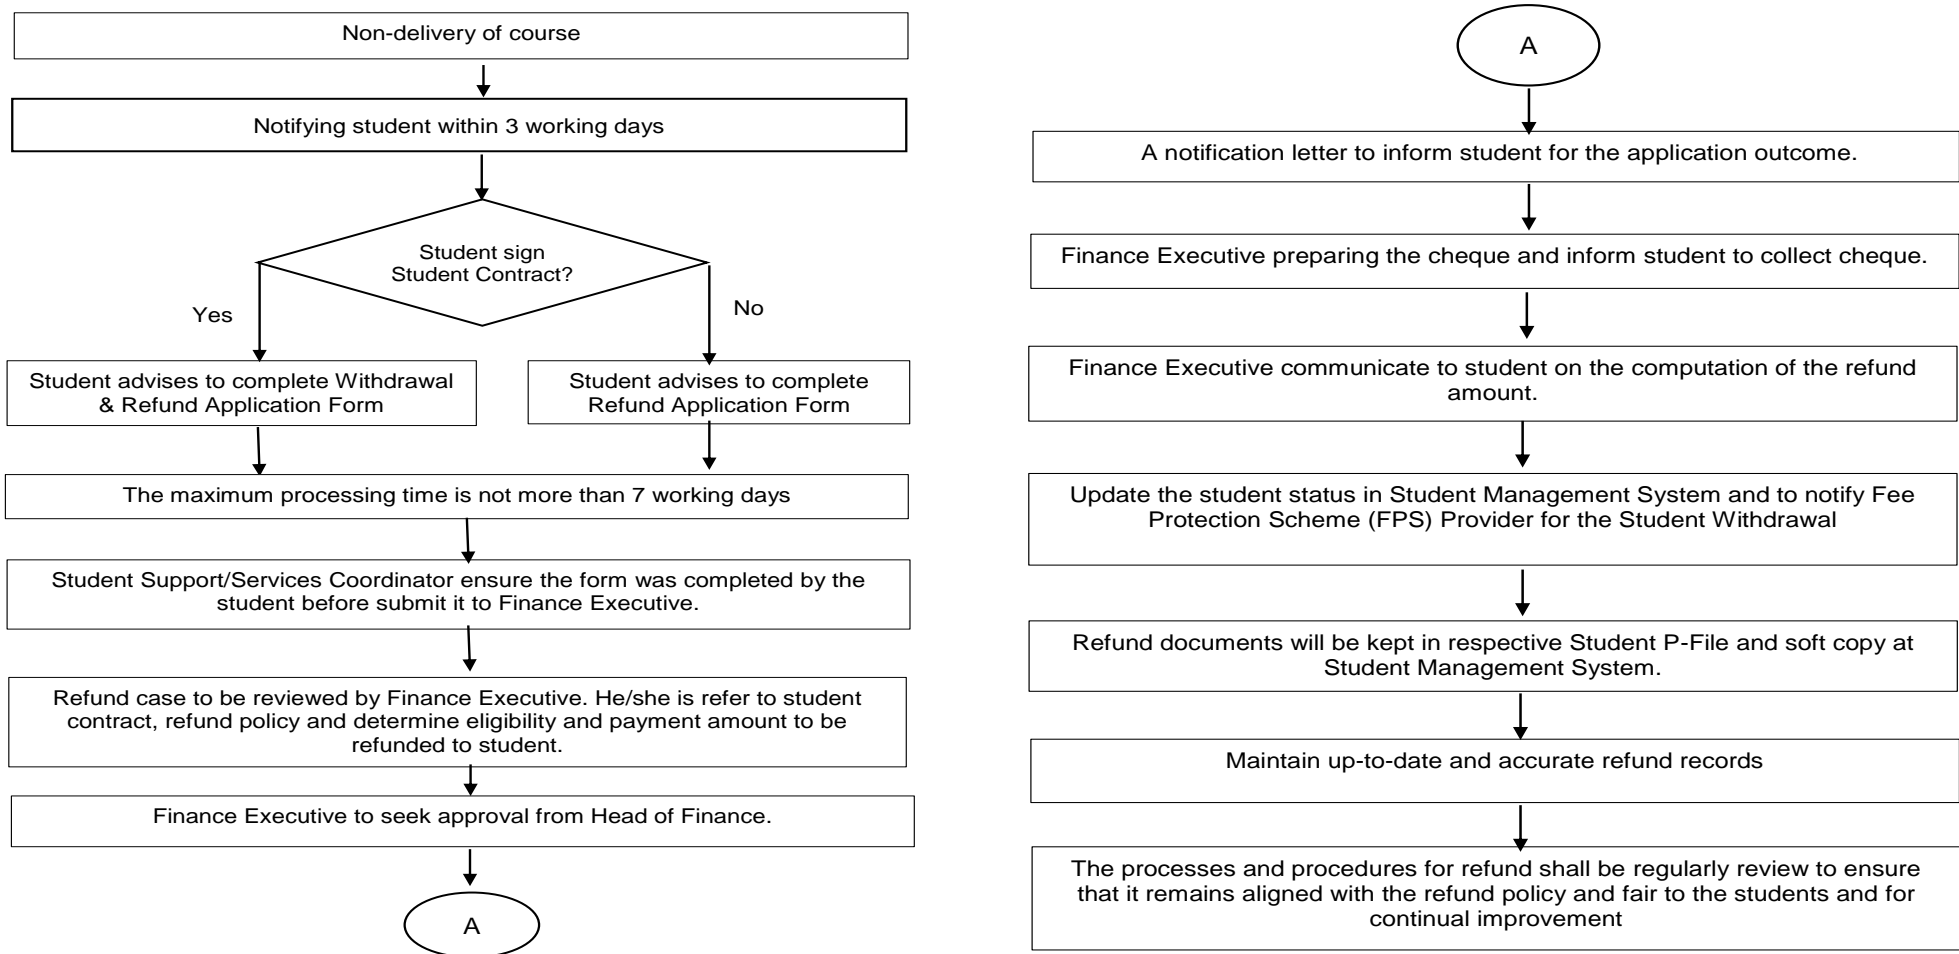 Non-delivery of course
Notifying student within 3 working days
Student sign
Student Contract?
Yes
No
Student advises to complete Withdrawal
& Refund Application Form
Student advises to complete
Refund Application Form
The maximum processing time is not more than 7 working days
Student Support/Services Coordinator ensure the form was completed by the
student before submit it to Finance Executive.
Refund case to be reviewed by Finance Executive. He/she is refer to student
contract, refund policy and determine eligibility and payment amount to be
refunded to student.
Finance Executive to seek approval from Head of Finance.
A
A
A notification letter to inform student for the application outcome.
Finance Executive preparing the cheque and inform student to collect cheque.
Finance Executive communicate to student on the computation of the refund
amount.
Update the student status in Student Management System and to notify Fee
Protection Scheme (FPS) Provider for the Student Withdrawal
Refund documents will be kept in respective Student P-File and soft copy at
Student Management System.
Maintain up-to-date and accurate refund records
The processes and procedures for refund shall be regularly review to ensure
that it remains aligned with the refund policy and fair to the students and for
continual improvement